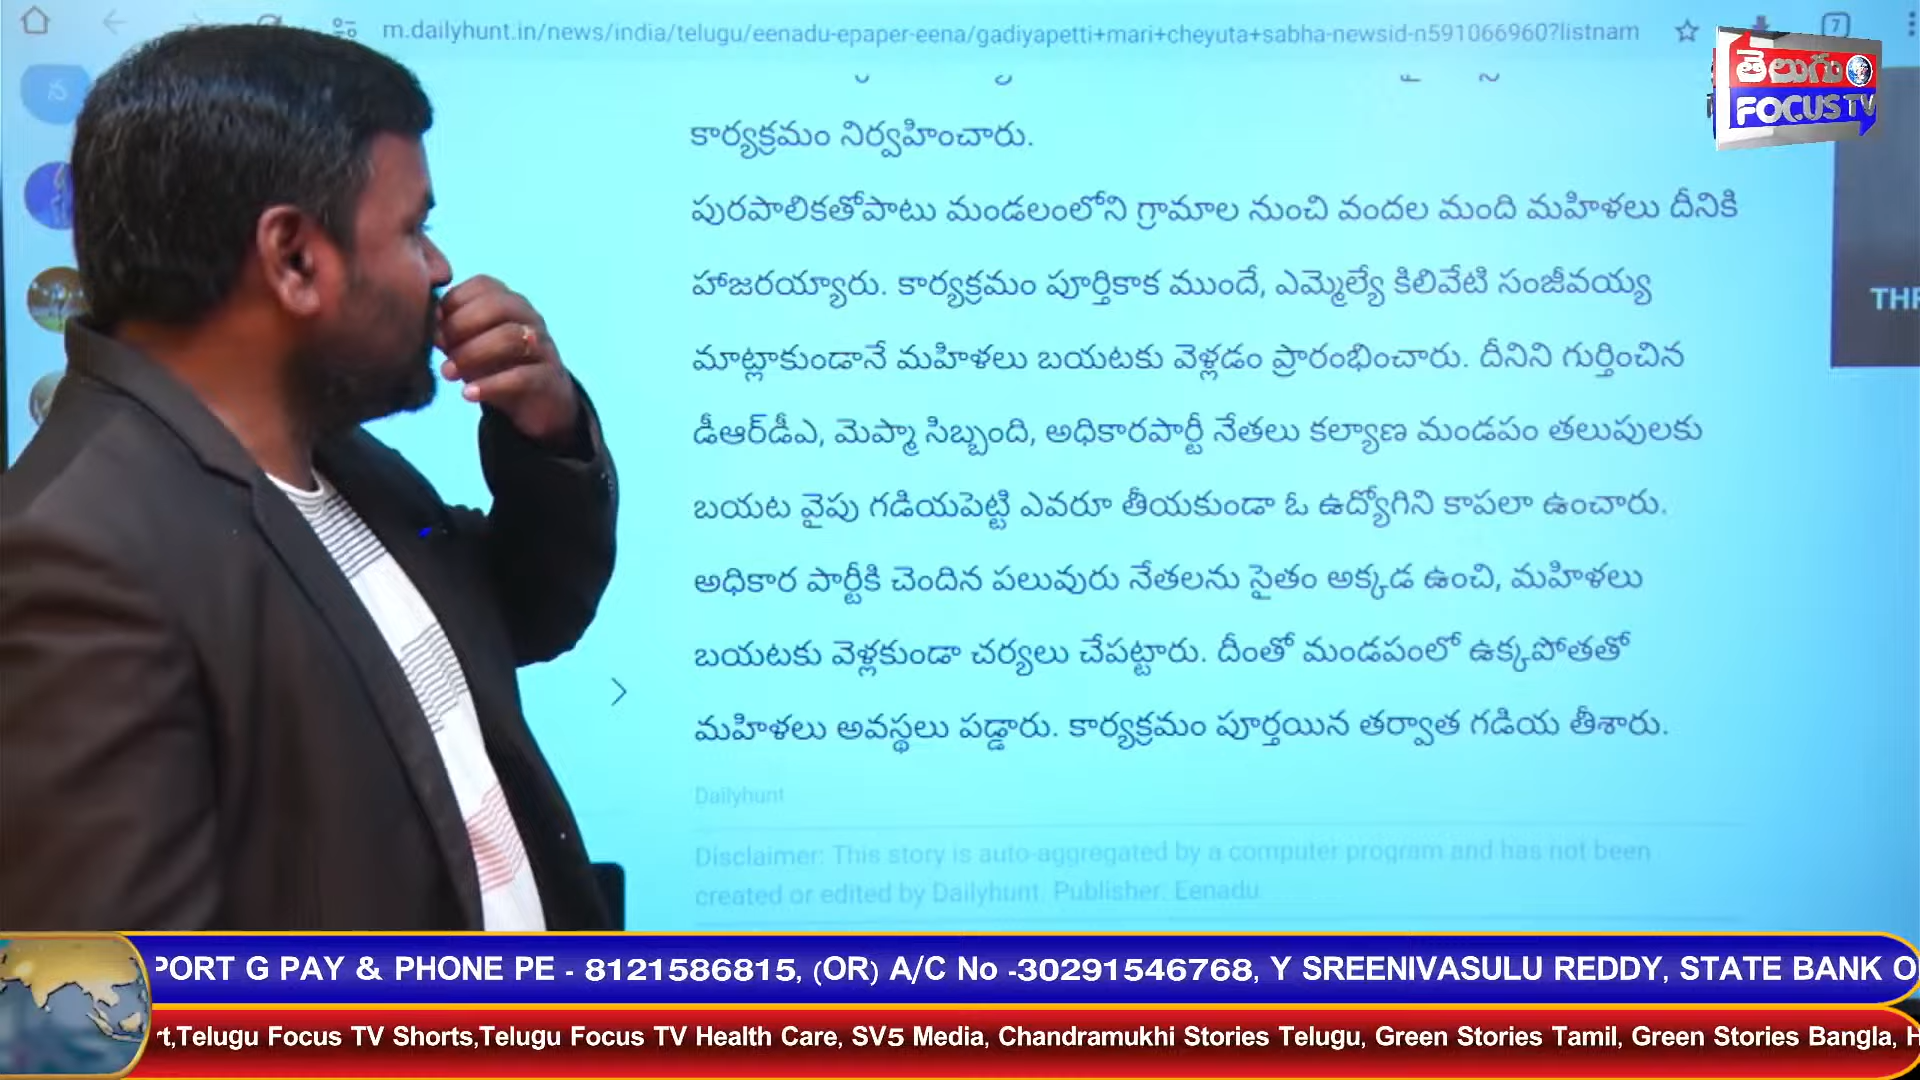 m.dailyhunt.in/news/india/telugu/eenadu-epaper-eena/gadiyapetti+mari+cheyuta+sabha-newsid-n591066960?listnam
7
న
తెలుగు
FOCUS TV
కార్యక్రమం నిర్వహించారు.
పురపాలికతోపాటు మండలంలోని గ్రామాల నుంచి వందల మంది మహిళలు దీనికి
హాజరయ్యారు. కార్యక్రమం పూర్తికాక ముందే, ఎమ్మెల్యే కిలివేటి సంజీవయ్య
మాట్లాకుండానే మహిళలు బయటకు వెళ్లడం ప్రారంభించారు. దీనిని గుర్తించిన
డీఆర్‌డీఏ, మెప్మా సిబ్బంది, అధికారపార్టీ నేతలు కల్యాణ మండపం తలుపులకు
బయట వైపు గడియపెట్టి ఎవరూ తీయకుండా ఓ ఉద్యోగిని కాపలా ఉంచారు.
అధికార పార్టీకి చెందిన పలువురు నేతలను సైతం అక్కడ ఉంచి, మహిళలు
బయటకు వెళ్లకుండా చర్యలు చేపట్టారు. దీంతో మండపంలో ఉక్కపోతతో
మహిళలు అవస్థలు పడ్డారు. కార్యక్రమం పూర్తయిన తర్వాత గడియ తీశారు.
Dailyhunt
Disclaimer: This story is auto-aggregated by a computer program and has not been
created or edited by Dailyhunt. Publisher: Eenadu
PORT G PAY & PHONE PE - 8121586815, (OR) A/C No -30291546768, Y SREENIVASULU REDDY, STATE BANK O
rt,Telugu Focus TV Shorts,Telugu Focus TV Health Care, SV5 Media, Chandramukhi Stories Telugu, Green Stories Tamil, Green Stories Bangla, H